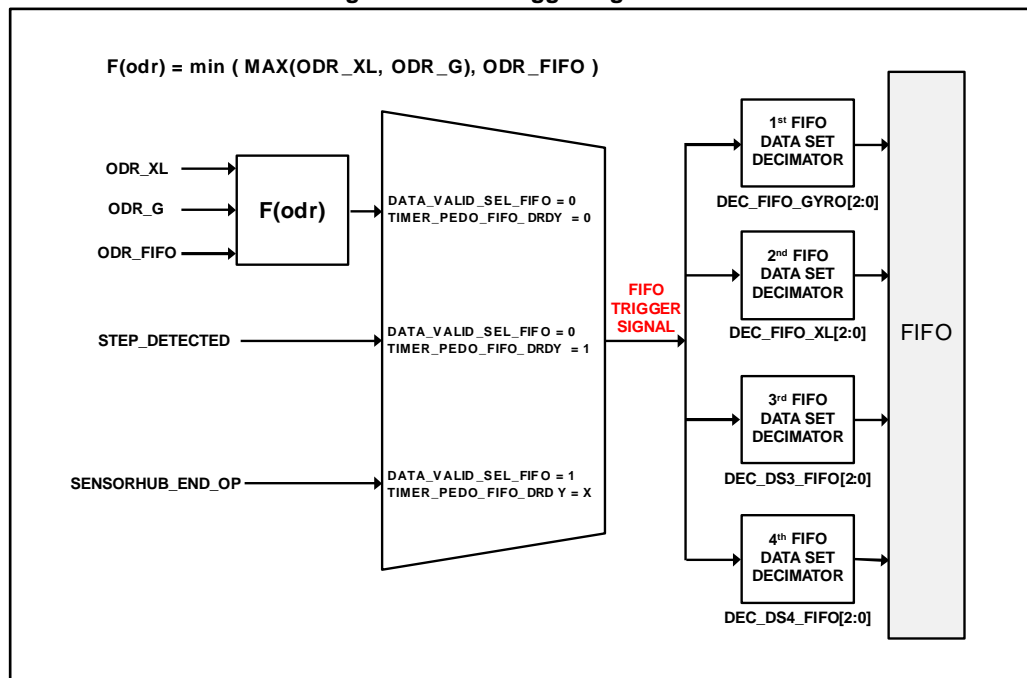 F(odr) = min ( MAX(ODR_XL, ODR_G), ODR_FIFO )
ODR_XL
ODR_G
ODR_FIFO
F(odr)
DATA_VALID_SEL_FIFO = 0
TIMER_PEDO_FIFO_DRDY = 0
STEP_DETECTED
DATA_VALID_SEL_FIFO = 0
TIMER_PEDO_FIFO_DRDY = 1
SENSORHUB_END_OP
DATA_VALID_SEL_FIFO = 1
TIMER_PEDO_FIFO_DRDY = X
FIFO
TRIGGER
SIGNAL
1st FIFO
DATA SET
DECIMATOR
DEC_FIFO_GYRO[2:0]
2nd FIFO
DATA SET
DECIMATOR
DEC_FIFO_XL[2:0]
3rd FIFO
DATA SET
DECIMATOR
DEC_DS3_FIFO[2:0]
4th FIFO
DATA SET
DECIMATOR
DEC_DS4_FIFO[2:0]
FIFO